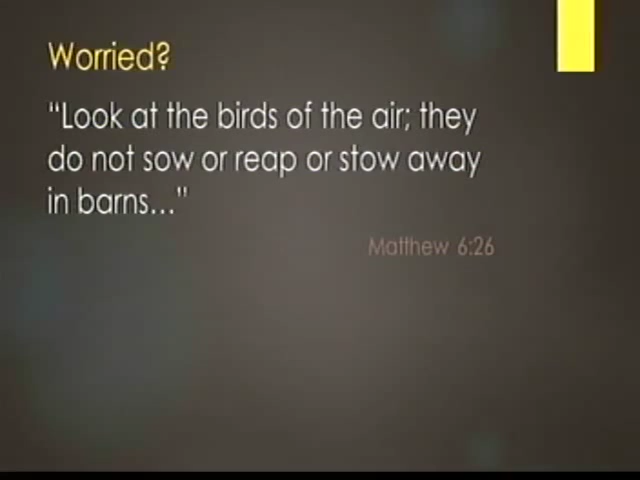 Worried?
“Look at the birds of the air; they
do not sow or reap or stow away
in barns...”
Matthew 6:26